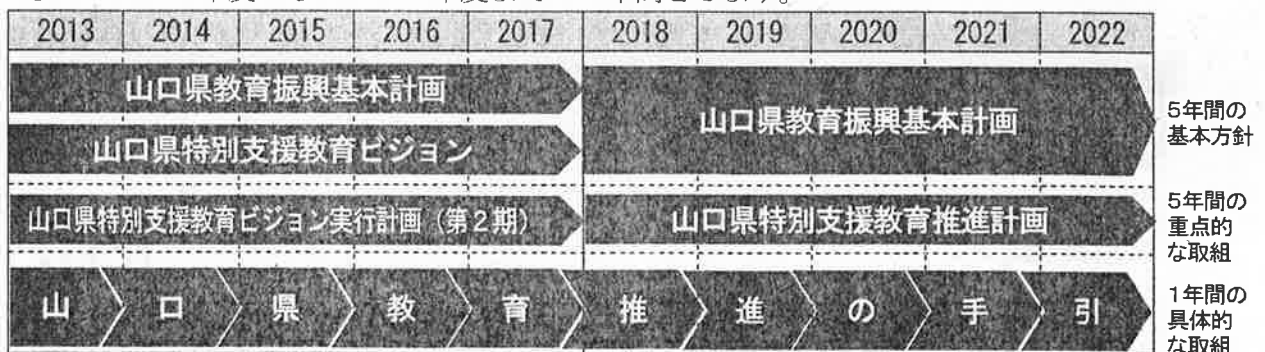 2013 2014 2015 2016 2017 2018 2019 2020 2021 2022
山口県教育振興基本計画
山口県特別支援教育ビジョン
山口県教育振興基本計画
5年間の
基本方針
山口県特別支援教育ビジョン実行計画（第2期）
山口県特別支援教育推進計画
5年間の
重点的
な取組
山 口 県 教 育 推 進 の 手 引
1年間の
具体的
な取組